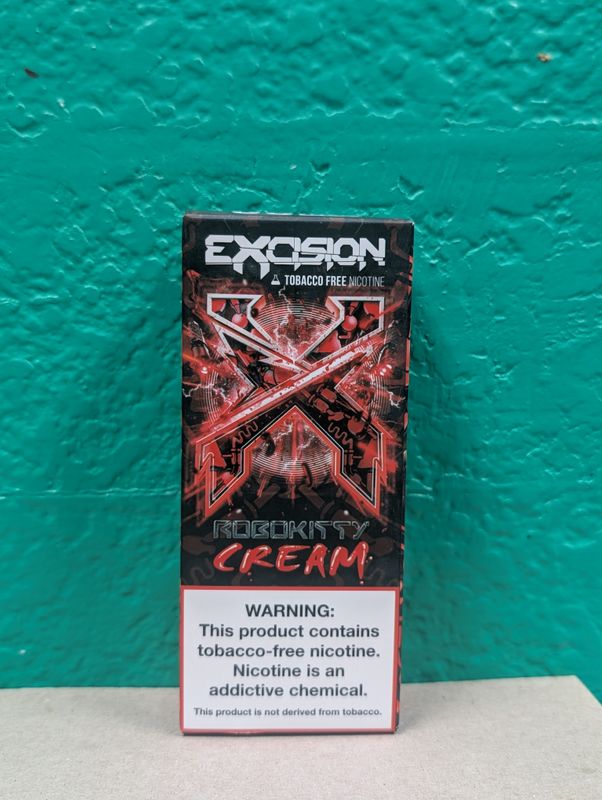 EXCISION
TOBACCO FREE NICOTINE
ROBOKITTY
CREAM
WARNING:
This product contains
tobacco-free nicotine.
Nicotine is an
addictive chemical.
This product is not derived from tobacco.